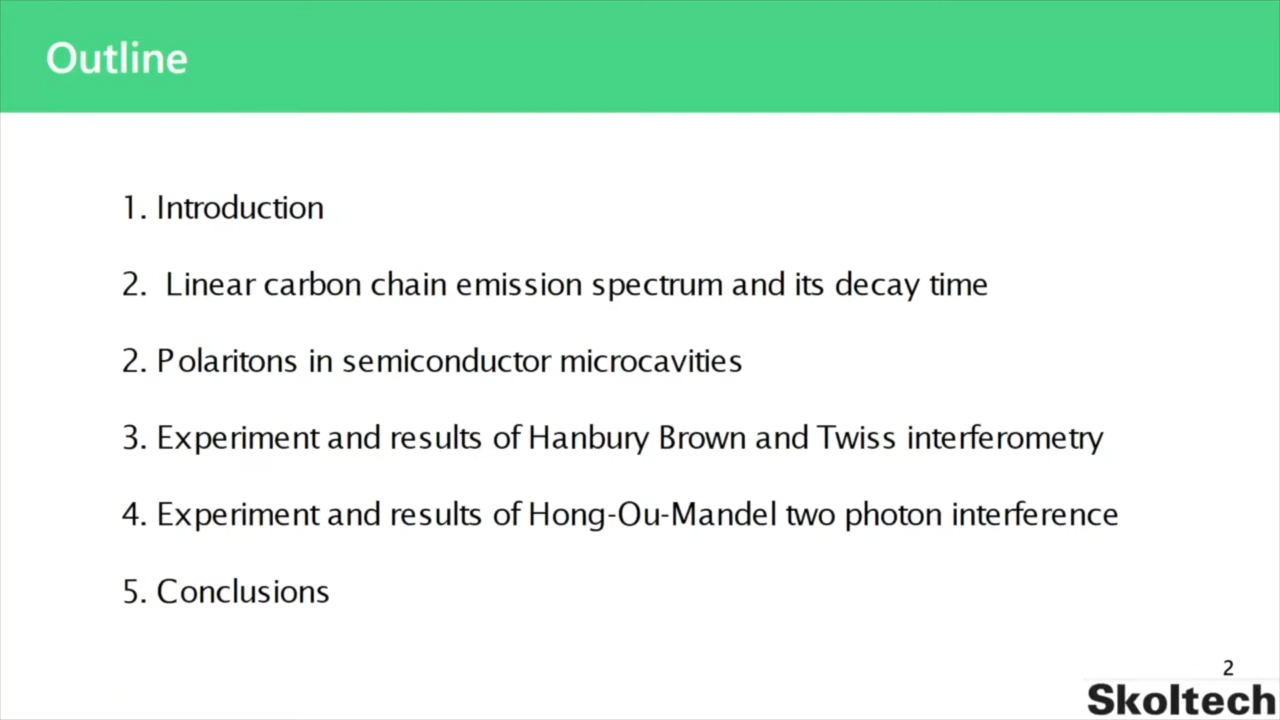 Outline
1. Introduction
2. Linear carbon chain emission spectrum and its decay time
2. Polaritons in semiconductor microcavities
3. Experiment and results of Hanbury Brown and Twiss interferometry
4. Experiment and results of Hong-Ou-Mandel two photon interference
5. Conclusions
2
Skoltech